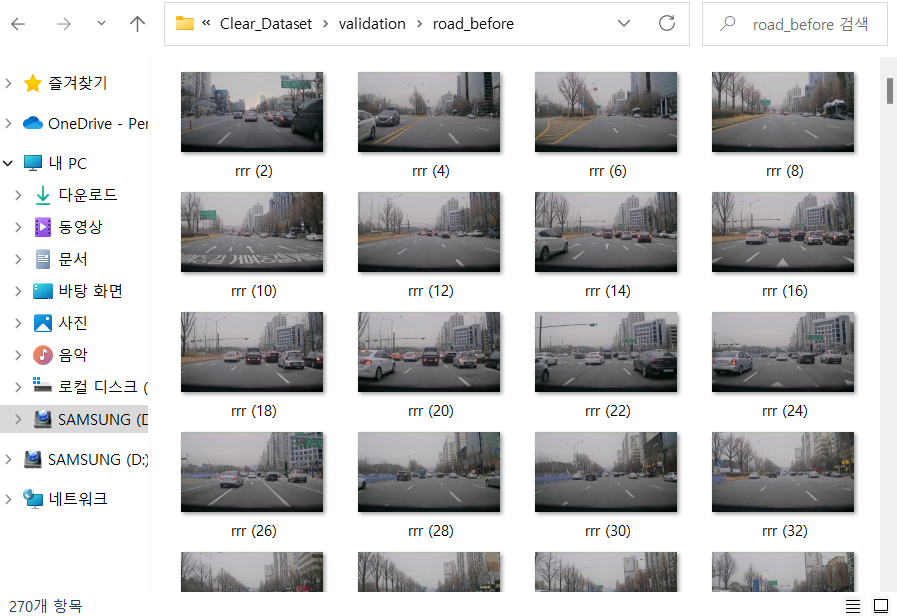 « Clear_Dataset > validation > road_before
road_before 검색
즐겨찾기
OneDrive - Per
내 PC
다운로드
동영상
문서
바탕 화면
사진
음악
로컬 디스크 (
SAMSUNG (D
SAMSUNG (D:)
네트워크
rrr (2)
rrr (4)
rrr (6)
rrr (8)
rrr (10)
rrr (12)
rrr (14)
rrr (16)
rrr (18)
rrr (20)
rrr (22)
rrr (24)
rrr (26)
rrr (28)
rrr (30)
rrr (32)
270개 항목